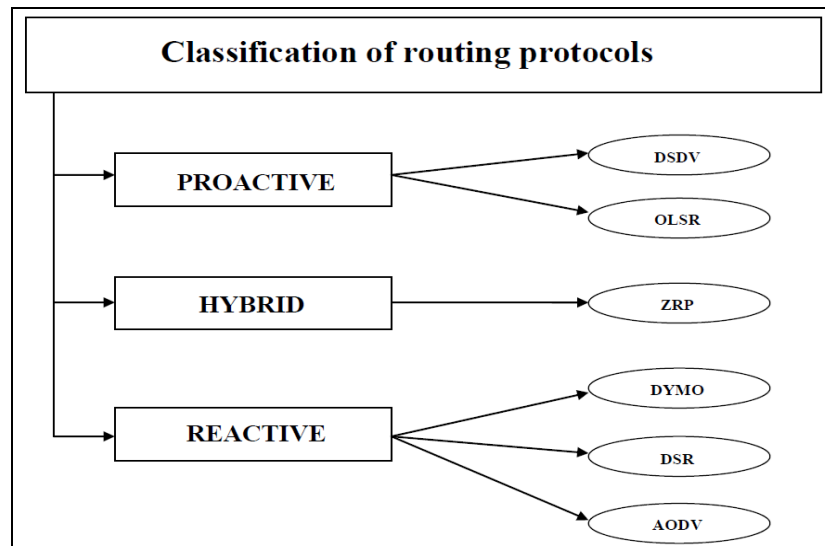 Classification of routing protocols
PROACTIVE
DSDV
OLSR
HYBRID
ZRP
REACTIVE
DYMO
DSR
AODV